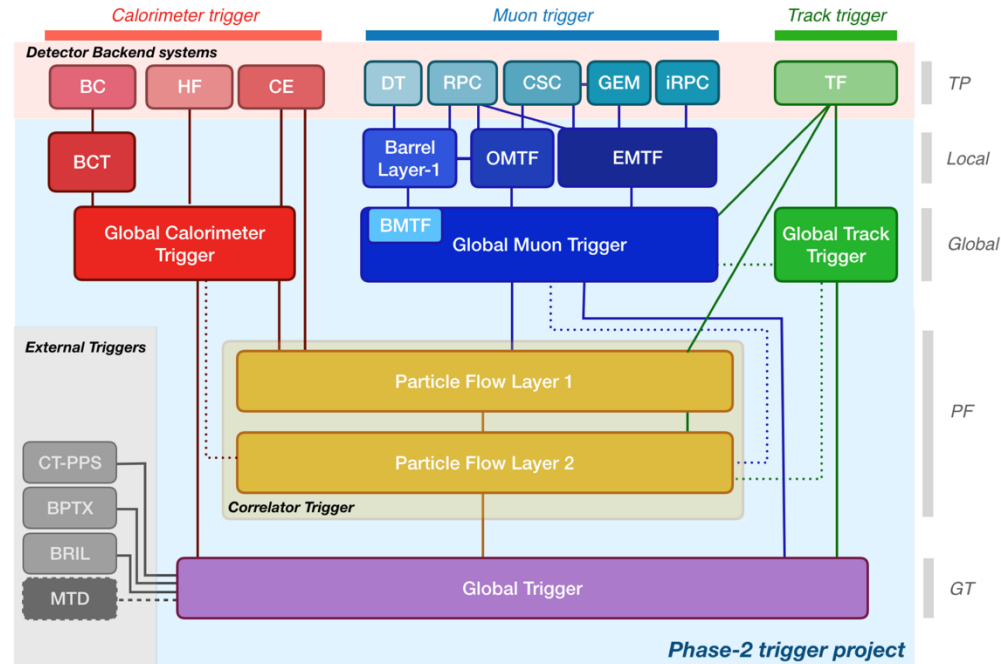 Calorimeter trigger
Muon trigger
Track trigger
Detector Backend systems
BC
HF
CE
DT
RPC
CSC
GEM
iRPC
TF
TP
BCT
Barrel
Layer-1
OMTF
EMTF
Local
Global Calorimeter
Trigger
BMTF
Global Muon Trigger
Global Track
Trigger
Global
External Triggers
Particle Flow Layer 1
PF
Particle Flow Layer 2
Correlator Trigger
CT-PPS
BPTX
BRIL
MTD
Global Trigger
GT
Phase-2 trigger project